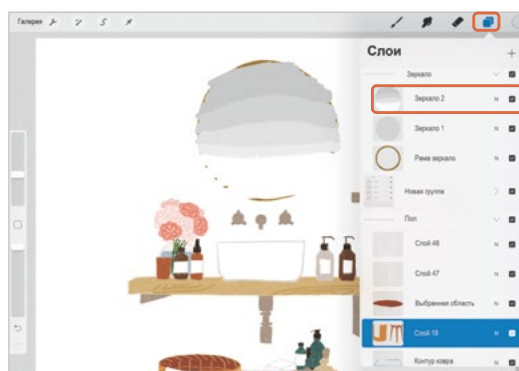 Галерея
Слои
Зеркало
Зеркало 2
N
Зеркало 1
N
Рама зеркало
N
Новая группа
Пол
Слой 48
N
Слой 47
N
Выбранная область
N
Слой 18
N
Контур ковра
N